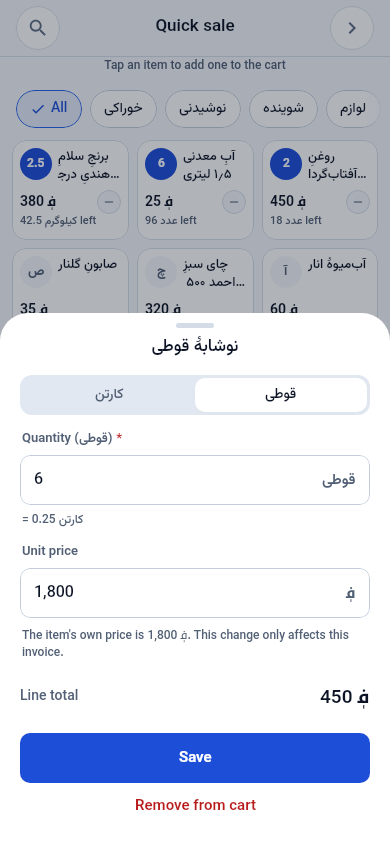 Quick sale
Tap an item to add one to the cart
All
خوراکی
نوشیدنی
شوینده
لوازم
2.5 برنجِ سلامِ
هندیِ درجـ...
380 ؋
42.5 کیلوگرم left
6 آبِ معدنی
۱٫۵ لیتری
25 ؋
96 عدد left
2 روغنِ
آفتاب‌گردا...
450 ؋
18 عدد left
ص صابونِ گلنار
35 ؋
چ چای سبزِ
احمد ۵۰۰...
320 ؋
آ آب‌میوهٔ انار
60 ؋
نوشابهٔ قوطی
کارتن
قوطی
Quantity (قوطی) *
6 قوطی
= 0.25 کارتن
Unit price
1,800 ؋
The item's own price is 1,800 ؋. This change only affects this
invoice.
Line total 450 ؋
Save
Remove from cart